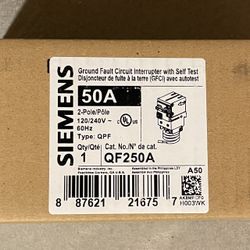 SIEMENS
Ground Fault Circuit Interrupter with Self Test
Disjoncteur de fuite à la terre (GFCI) avec autotest
50A
2-Pole/Pôle
120/240V~
60Hz
Type: QPF
Qty/Qté: Cat. No./N° de cat.
1 QF250A
A50
8 87621 21675 7